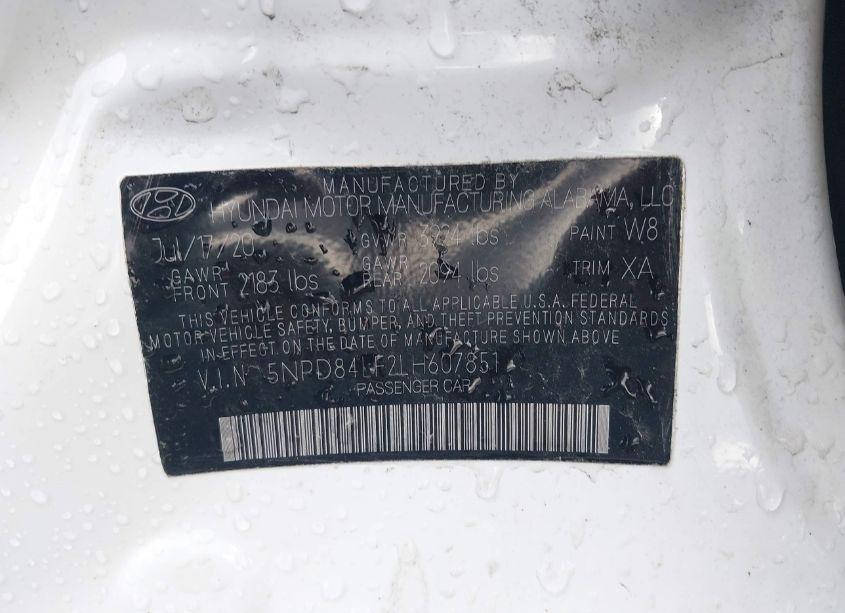 MANUFACTURED BY
HYUNDAI MOTOR MANUFACTURING ALABAMA, LLC
JUL/17/20 GVWR 3924 lbs PAINT W8
GAWR FRONT 2183 lbs GAWR REAR 2094 lbs TRIM XA
THIS VEHICLE CONFORMS TO ALL APPLICABLE U.S.A. FEDERAL
MOTOR VEHICLE SAFETY, BUMPER, AND THEFT PREVENTION STANDARDS
IN EFFECT ON THE DATE OF MANUFACTURE SHOWN ABOVE
V.I.N 5NPD84LF2LH607851
PASSENGER CAR